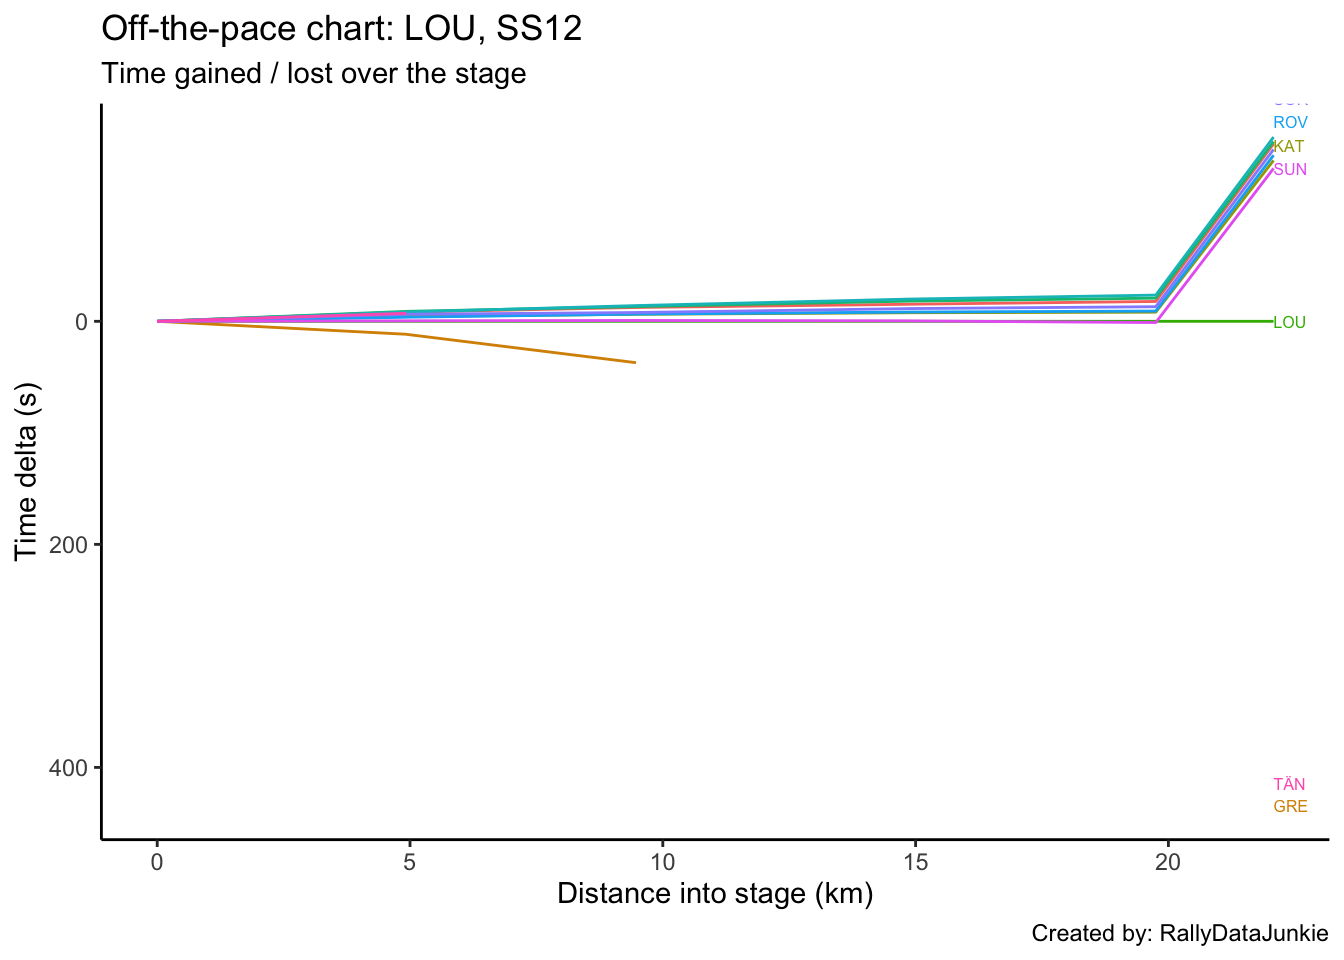 Off-the-pace chart: LOU, SS12
Time gained / lost over the stage
ROV
KAT
SUN
0
LOU
Time delta (s)
200
400
TÄN
GRE
0 5 10 15 20
Distance into stage (km)
Created by: RallyDataJunkie